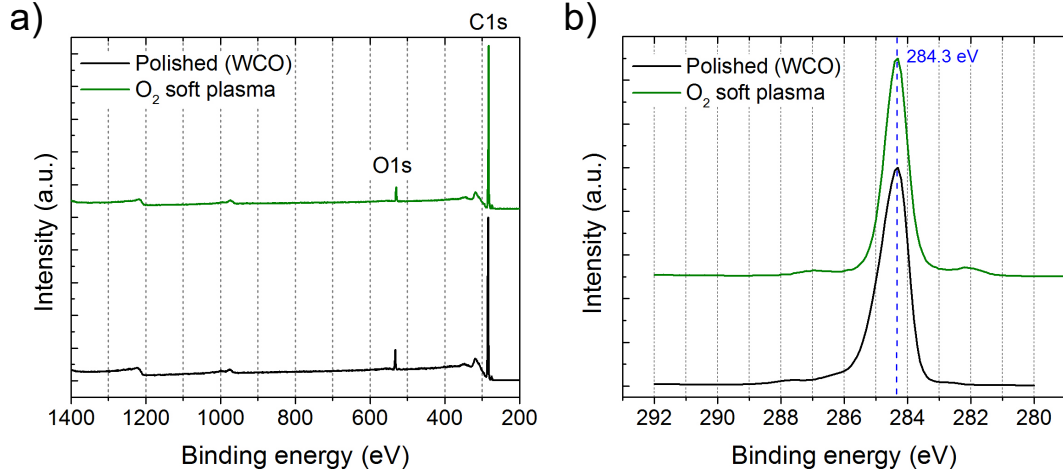 a)
C1s
Polished (WCO)
O2 soft plasma
O1s
Intensity (a.u.)
1400 1200 1000 800 600 400 200
Binding energy (eV)
b)
Polished (WCO)
O2 soft plasma
284.3 eV
Intensity (a.u.)
292 290 288 286 284 282 280
Binding energy (eV)